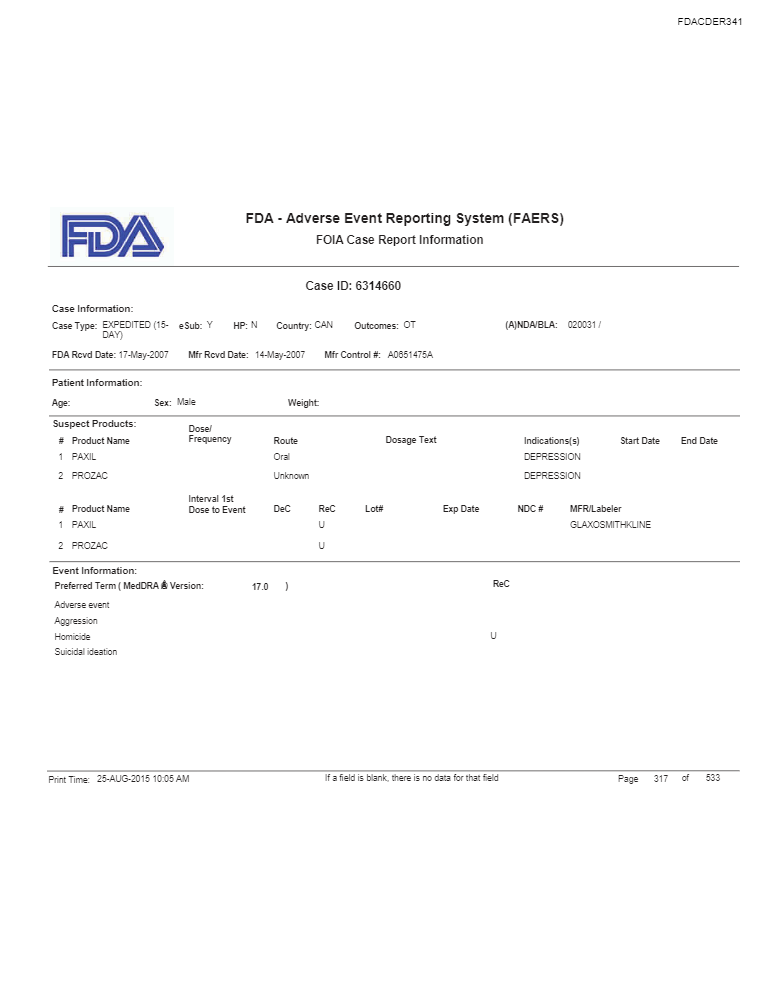 FDACDER341
FDA
FDA - Adverse Event Reporting System (FAERS)
FOIA Case Report Information
Case ID: 6314660
Case Information:
Case Type: EXPEDITED (15-DAY) eSub: Y HP: N Country: CAN Outcomes: OT (A)NDA/BLA: 020031 /
FDA Rcvd Date: 17-May-2007 Mfr Rcvd Date: 14-May-2007 Mfr Control #: A0651475A
Patient Information:
Age: Sex: Male Weight:
Suspect Products:
# Product Name Dose/Frequency Route Dosage Text Indications(s) Start Date End Date
1 PAXIL Oral DEPRESSION
2 PROZAC Unknown DEPRESSION
# Product Name Interval 1st Dose to Event DeC ReC Lot# Exp Date NDC # MFR/Labeler
1 PAXIL U GLAXOSMITHKLINE
2 PROZAC U
Event Information:
Preferred Term ( MedDRA Version: 17.0 ) ReC
Adverse event
Aggression
Homicide U
Suicidal ideation
Print Time: 25-AUG-2015 10:05 AM If a field is blank, there is no data for that field Page 317 of 533